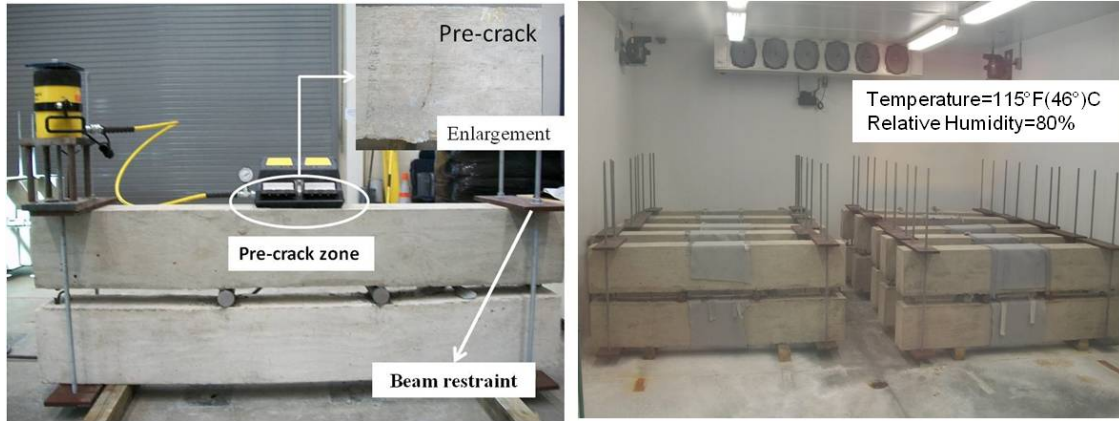 Pre-crack
Enlargement
Pre-crack zone
Beam restraint
Temperature=115°F(46°)C
Relative Humidity=80%